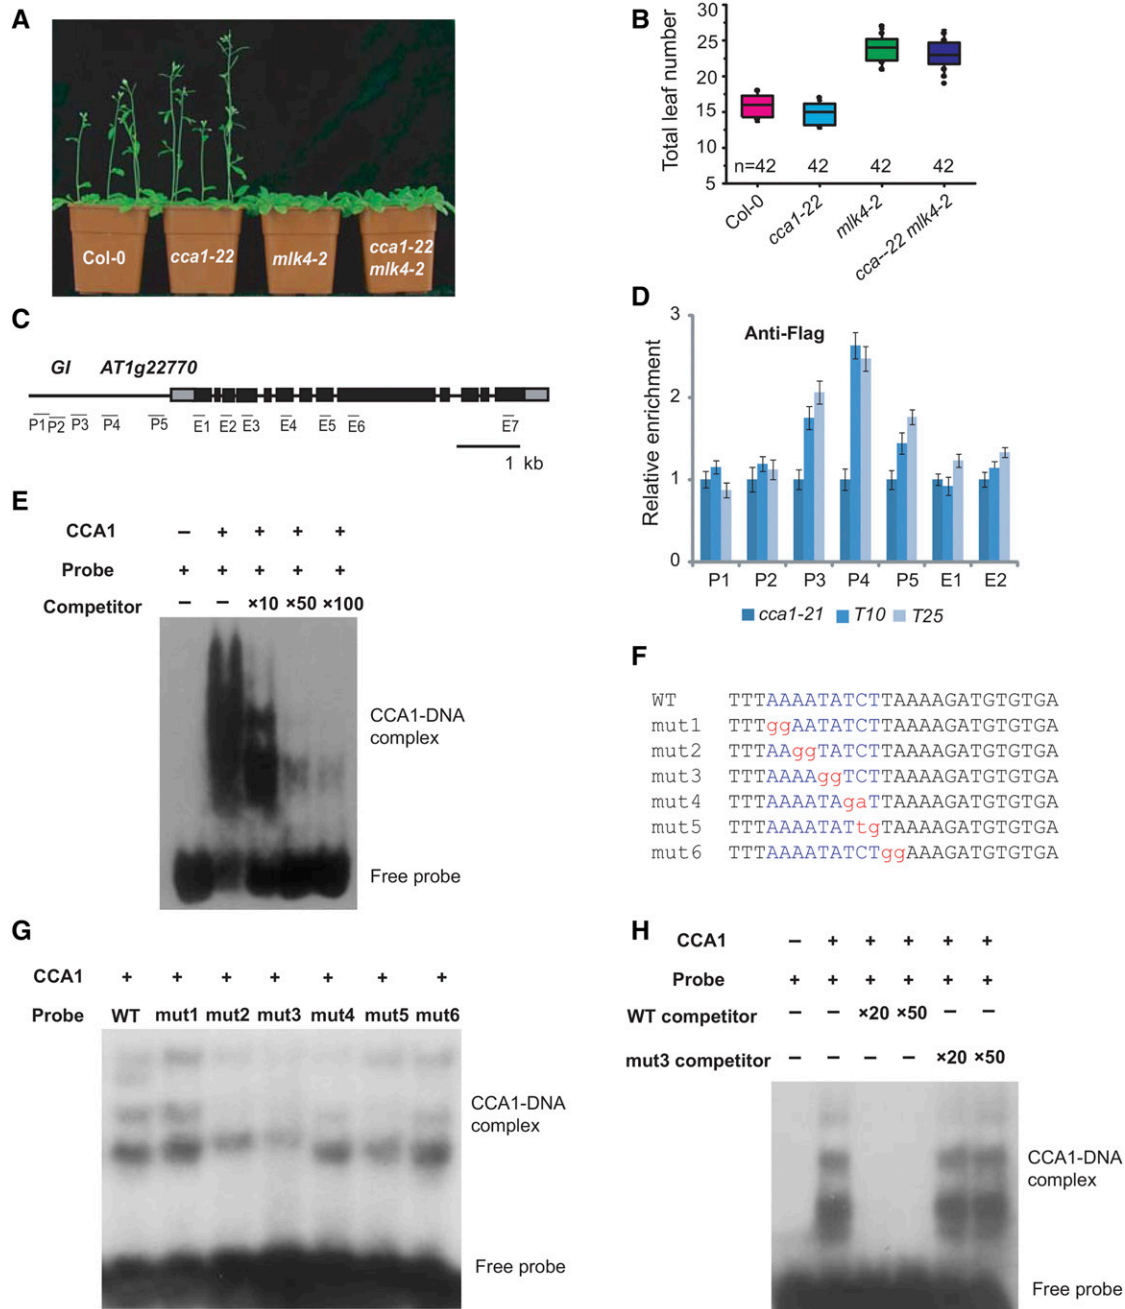 A
Col-0
cca1-22
mlk4-2
cca1-22
mlk4-2
B
Total leaf number
30
25
20
15
10
5
n=42
42
42
42
Col-0
cca1-22
mlk4-2
cca--22 mlk4-2
C
GI AT1g22770
P1 P2 P3 P4 P5 E1 E2 E3 E4 E5 E6 E7
1 kb
D
Relative enrichment
3
2
1
0
Anti-Flag
P1 P2 P3 P4 P5 E1 E2
cca1-21 T10 T25
E
CCA1 – + + + +
Probe + + + + +
Competitor – – ×10 ×50 ×100
CCA1-DNA
complex
Free probe
F
WT TTTAAAATATCTTAAAAGATGTGTGA
mut1 TTTggAATATCTTAAAAGATGTGTGA
mut2 TTTAAggTATCTTAAAAGATGTGTGA
mut3 TTTAAAAggTCTTAAAAGATGTGTGA
mut4 TTTAAAATAgaTTAAAAGATGTGTGA
mut5 TTTAAAATATtgTAAAAGATGTGTGA
mut6 TTTAAAATATCTggAAAGATGTGTGA
G
CCA1 + + + + + + +
Probe WT mut1 mut2 mut3 mut4 mut5 mut6
CCA1-DNA
complex
Free probe
H
CCA1 – + + + + +
Probe + + + + + +
WT competitor – – ×20 ×50 – –
mut3 competitor – – – – ×20 ×50
CCA1-DNA
complex
Free probe